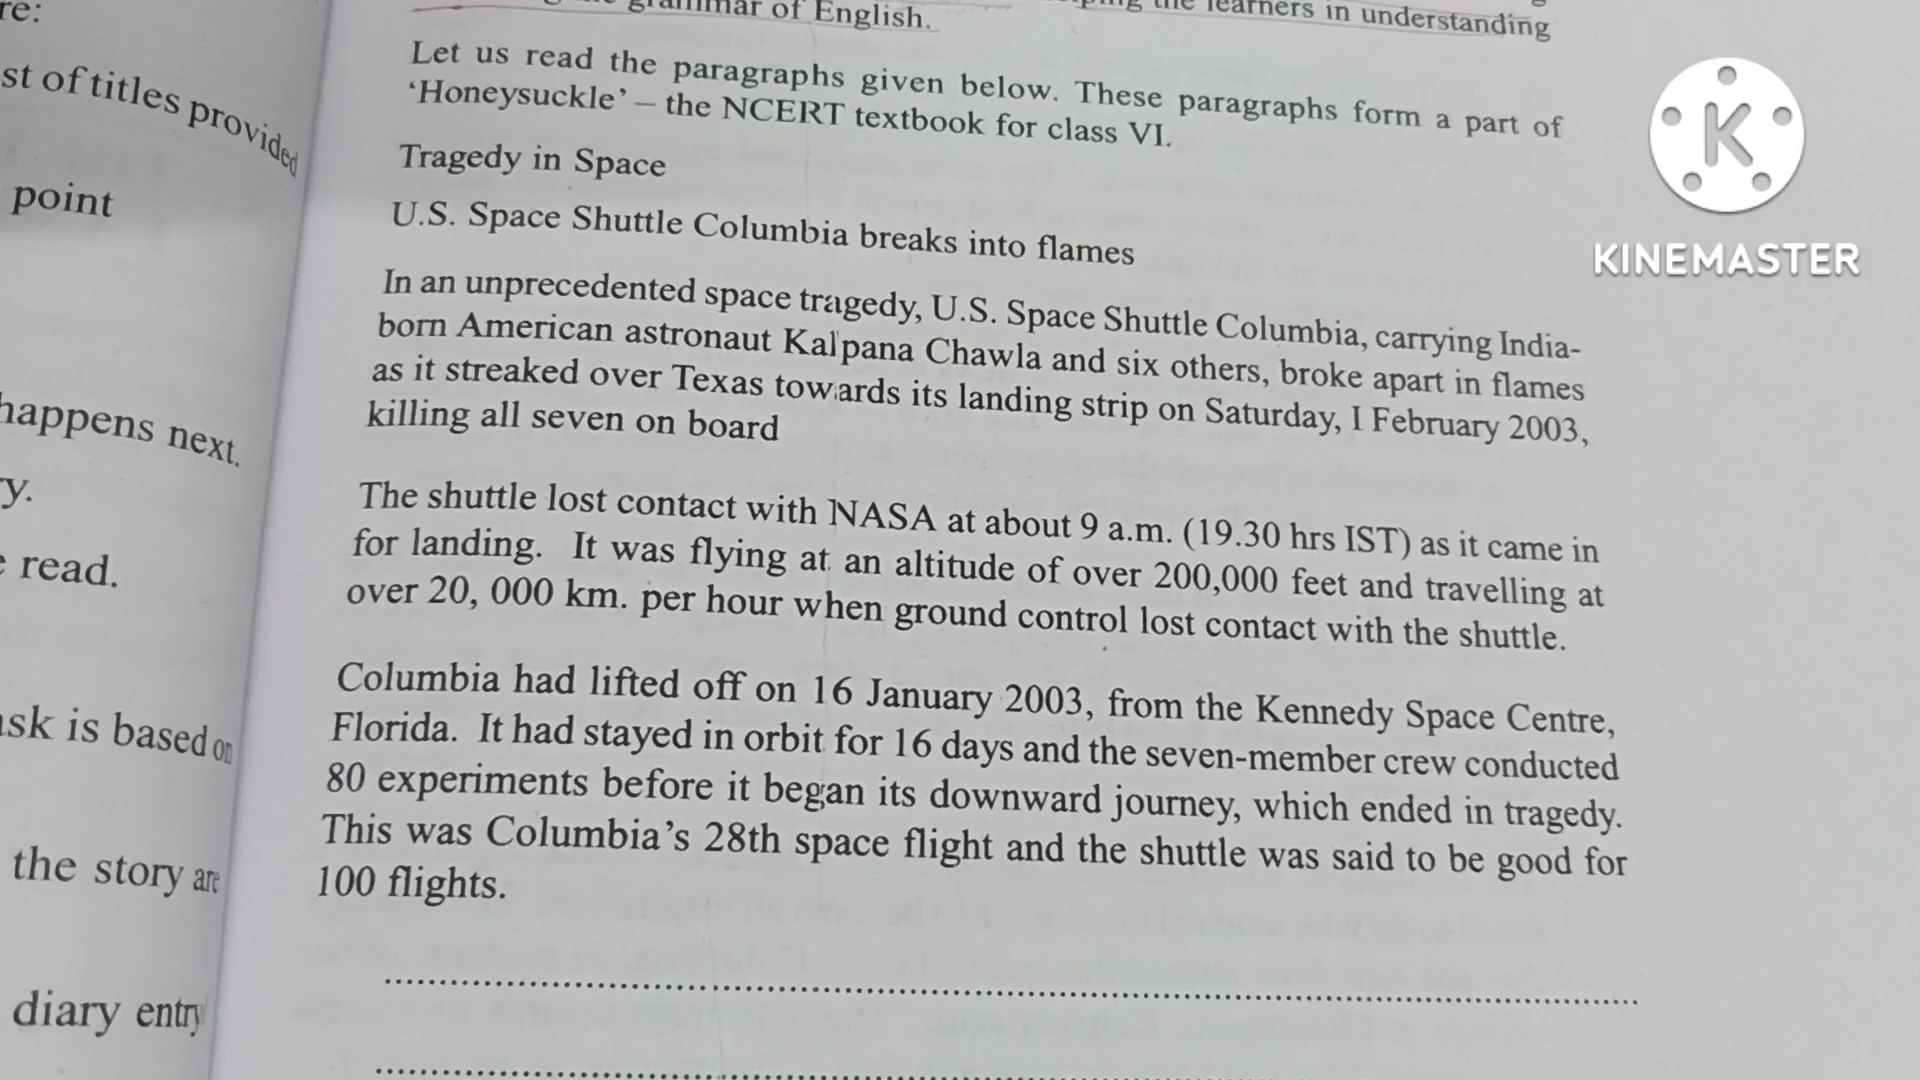 re:
st of titles provided
point
happens next.
y.
read.
ask is based on
the story are
diary entry
grammar of English.
the learners in understanding
Let us read the paragraphs given below. These paragraphs form a part of
‘Honeysuckle’ – the NCERT textbook for class VI.
Tragedy in Space
U.S. Space Shuttle Columbia breaks into flames
In an unprecedented space tragedy, U.S. Space Shuttle Columbia, carrying India-
born American astronaut Kalpana Chawla and six others, broke apart in flames
as it streaked over Texas towards its landing strip on Saturday, I February 2003,
killing all seven on board
The shuttle lost contact with NASA at about 9 a.m. (19.30 hrs IST) as it came in
for landing. It was flying at an altitude of over 200,000 feet and travelling at
over 20, 000 km. per hour when ground control lost contact with the shuttle.
Columbia had lifted off on 16 January 2003, from the Kennedy Space Centre,
Florida. It had stayed in orbit for 16 days and the seven-member crew conducted
80 experiments before it began its downward journey, which ended in tragedy.
This was Columbia’s 28th space flight and the shuttle was said to be good for
100 flights.
K
KINEMASTER